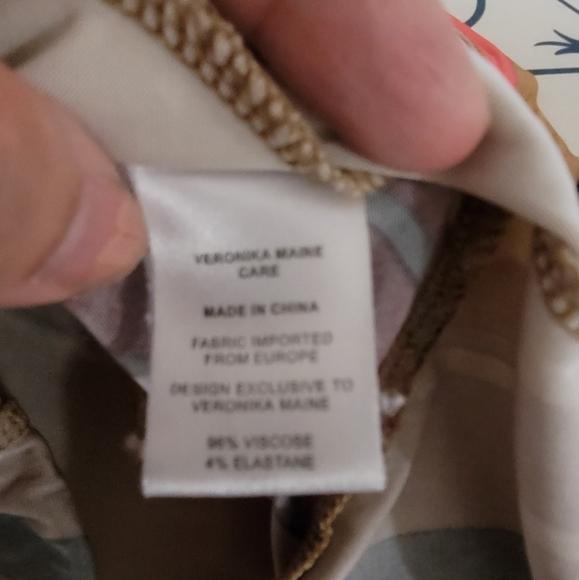 VERONIKA MAINE
CARE
MADE IN CHINA
FABRIC IMPORTED
FROM EUROPE
DESIGN EXCLUSIVE TO
VERONIKA MAINE
96% VISCOSE
4% ELASTANE